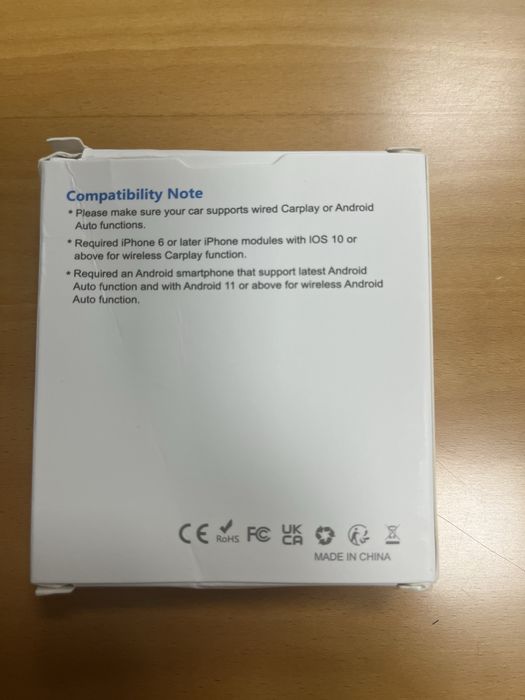 Compatibility Note
* Please make sure your car supports wired Carplay or Android
Auto functions.
* Required iPhone 6 or later iPhone modules with IOS 10 or
above for wireless Carplay function.
* Required an Android smartphone that support latest Android
Auto function and with Android 11 or above for wireless Android
Auto function.
CE RoHS FC UK
CA
MADE IN CHINA